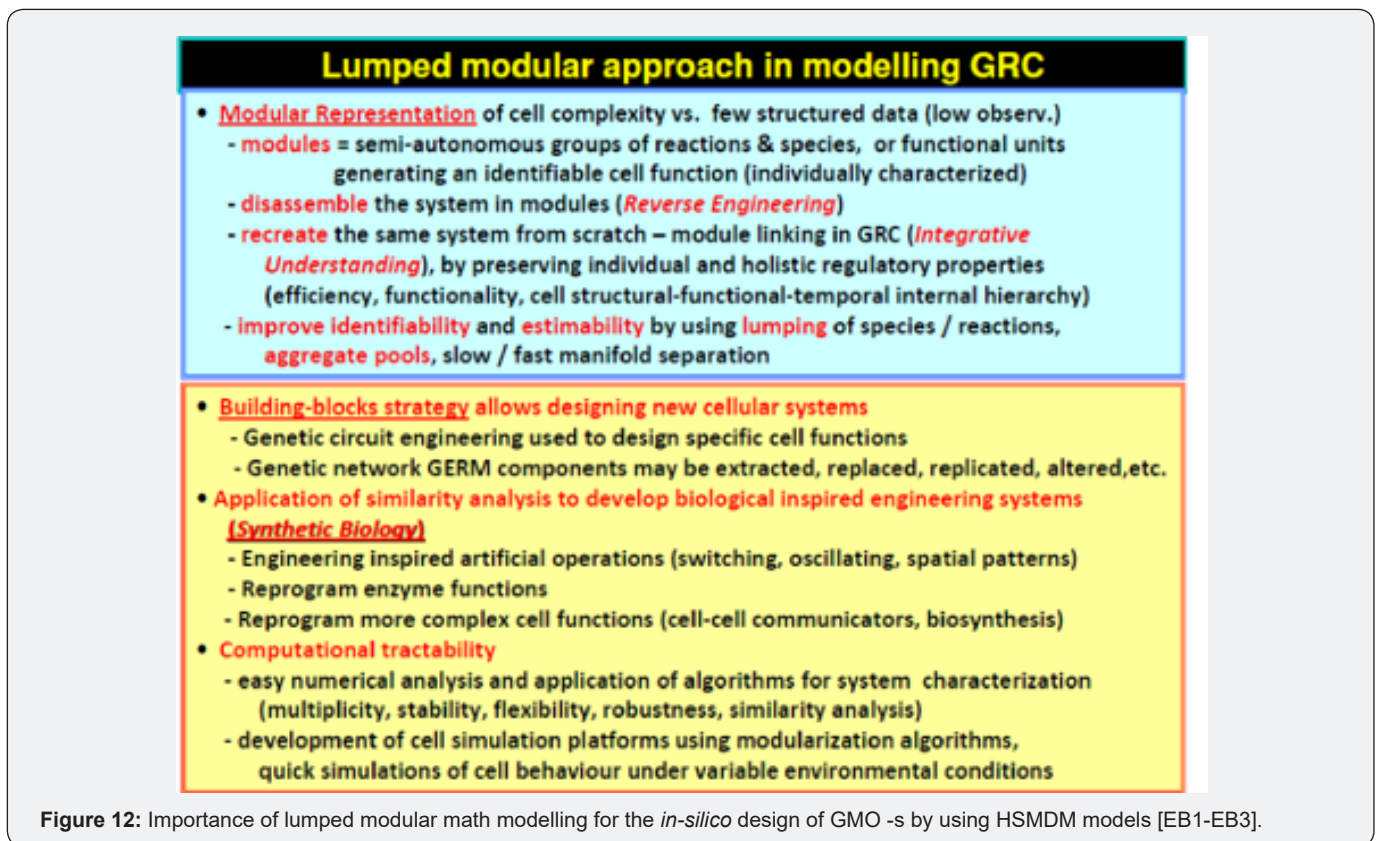 Lumped modular approach in modelling GRC
• Modular Representation of cell complexity vs. few structured data (low observ.)
- modules = semi-autonomous groups of reactions & species, or functional units
generating an identifiable cell function (individually characterized)
- disassemble the system in modules (Reverse Engineering)
- recreate the same system from scratch – module linking in GRC (Integrative
Understanding), by preserving individual and holistic regulatory properties
(efficiency, functionality, cell structural-functional-temporal internal hierarchy)
- improve identifiability and estimability by using lumping of species / reactions,
aggregate pools, slow / fast manifold separation
• Building-blocks strategy allows designing new cellular systems
- Genetic circuit engineering used to design specific cell functions
- Genetic network GERM components may be extracted, replaced, replicated, altered,etc.
• Application of similarity analysis to develop biological inspired engineering systems
(Synthetic Biology)
- Engineering inspired artificial operations (switching, oscillating, spatial patterns)
- Reprogram enzyme functions
- Reprogram more complex cell functions (cell-cell communicators, biosynthesis)
• Computational tractability
- easy numerical analysis and application of algorithms for system characterization
(multiplicity, stability, flexibility, robustness, similarity analysis)
- development of cell simulation platforms using modularization algorithms,
quick simulations of cell behaviour under variable environmental conditions
Figure 12: Importance of lumped modular math modelling for the in-silico design of GMO -s by using HSMDM models [EB1-EB3].